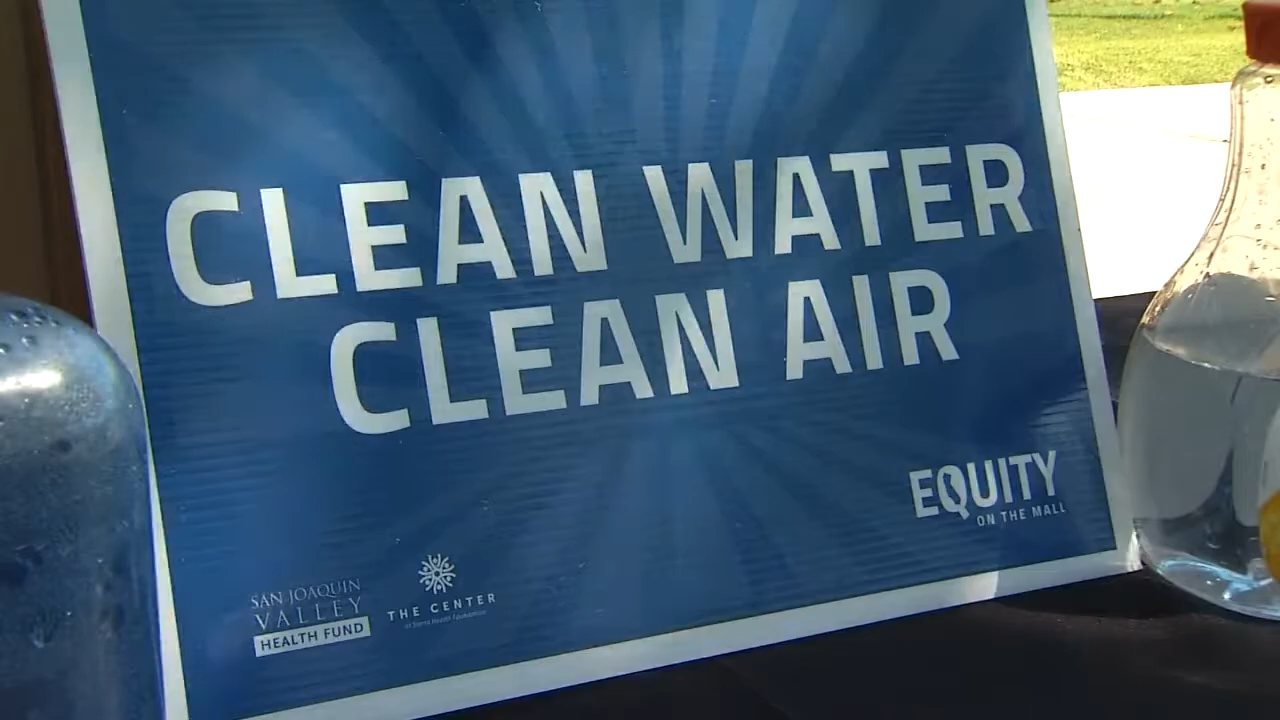 CLEAN WATER
CLEAN AIR
EQUITY
ON THE MALL
SAN JOAQUIN
VALLEY
HEALTH FUND
THE CENTER
at Sierra Health Foundation